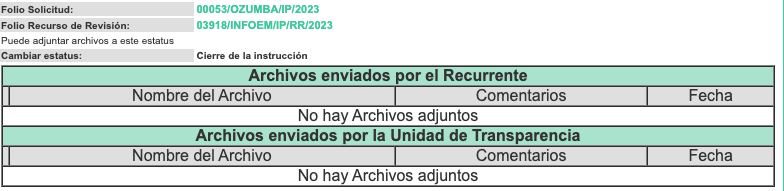 Folio Solicitud: 00053/OZUMBA/IP/2023
Folio Recurso de Revisión: 03918/INFOEM/IP/RR/2023
Puede adjuntar archivos a este estatus
Cambiar estatus: Cierre de la instrucción
Archivos enviados por el Recurrente
Nombre del Archivo Comentarios Fecha
No hay Archivos adjuntos
Archivos enviados por la Unidad de Transparencia
Nombre del Archivo Comentarios Fecha
No hay Archivos adjuntos